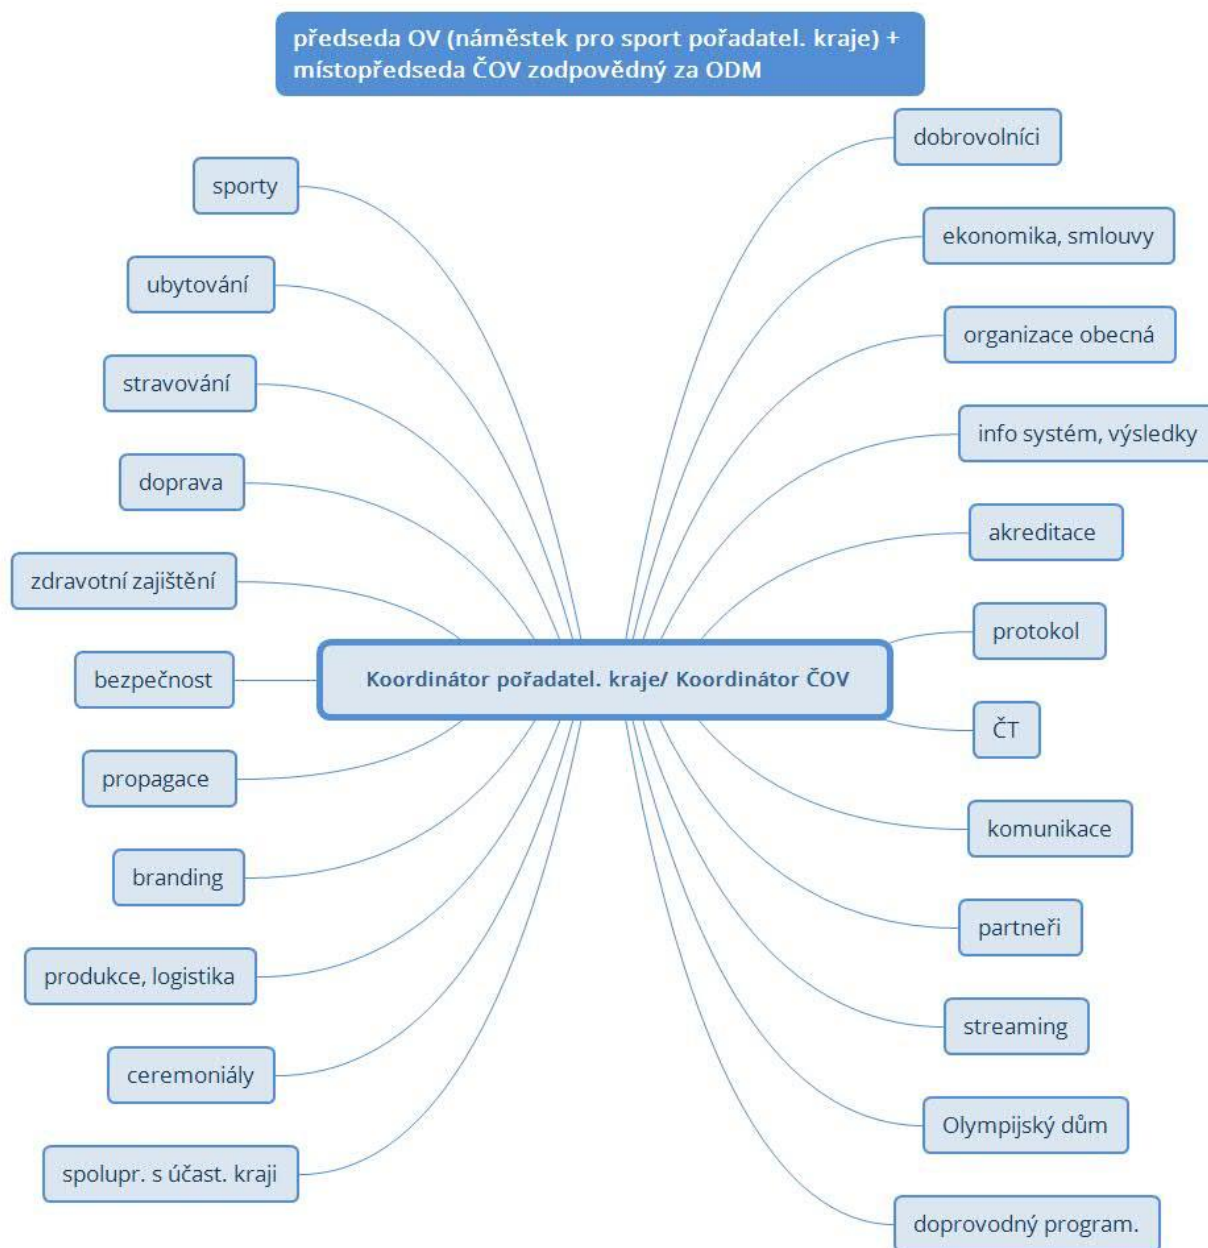 předseda OV (náměstek pro sport pořadatel. kraje) +
místopředseda ČOV zodpovědný za ODM
sporty
ubytování
stravování
doprava
zdravotní zajištění
bezpečnost
propagace
branding
produkce, logistika
ceremoniály
spolupr. s účast. kraji
Koordinátor pořadatel. kraje/ Koordinátor ČOV
dobrovolníci
ekonomika, smlouvy
organizace obecná
info systém, výsledky
akreditace
protokol
ČT
komunikace
partneři
streaming
Olympijský dům
doprovodný program.